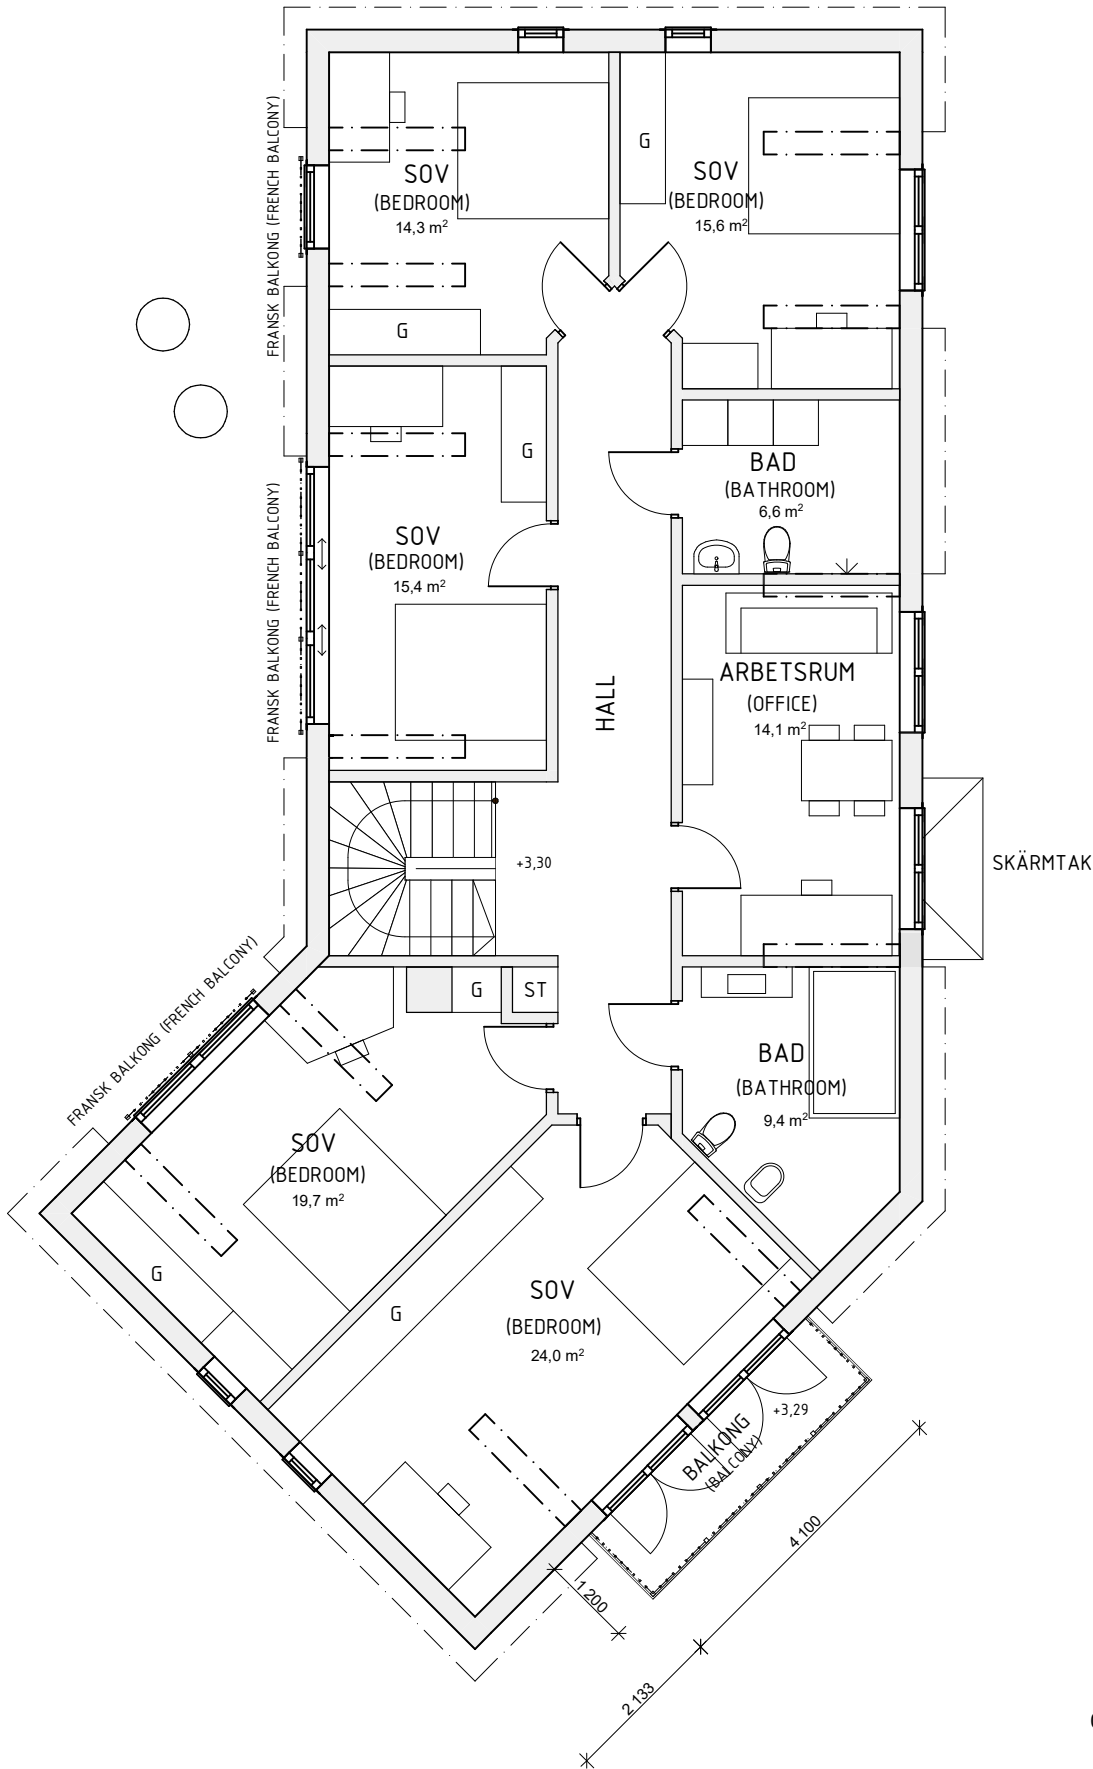 FRANSK BALKONG (FRENCH BALCONY)
SOV
(BEDROOM)
14,3 m²
G
G
SOV
(BEDROOM)
15,6 m²
FRANSK BALKONG (FRENCH BALCONY)
SOV
(BEDROOM)
15,4 m²
G
BAD
(BATHROOM)
6,6 m²
HALL
ARBETSRUM
(OFFICE)
14,1 m²
+3,30
SKÄRMTAK
FRANSK BALKONG (FRENCH BALCONY)
G
ST
BAD
(BATHROOM)
9,4 m²
SOV
(BEDROOM)
19,7 m²
G
G
SOV
(BEDROOM)
24,0 m²
+3,29
BALKONG
(BALCONY)
4 100
1 200
2 133